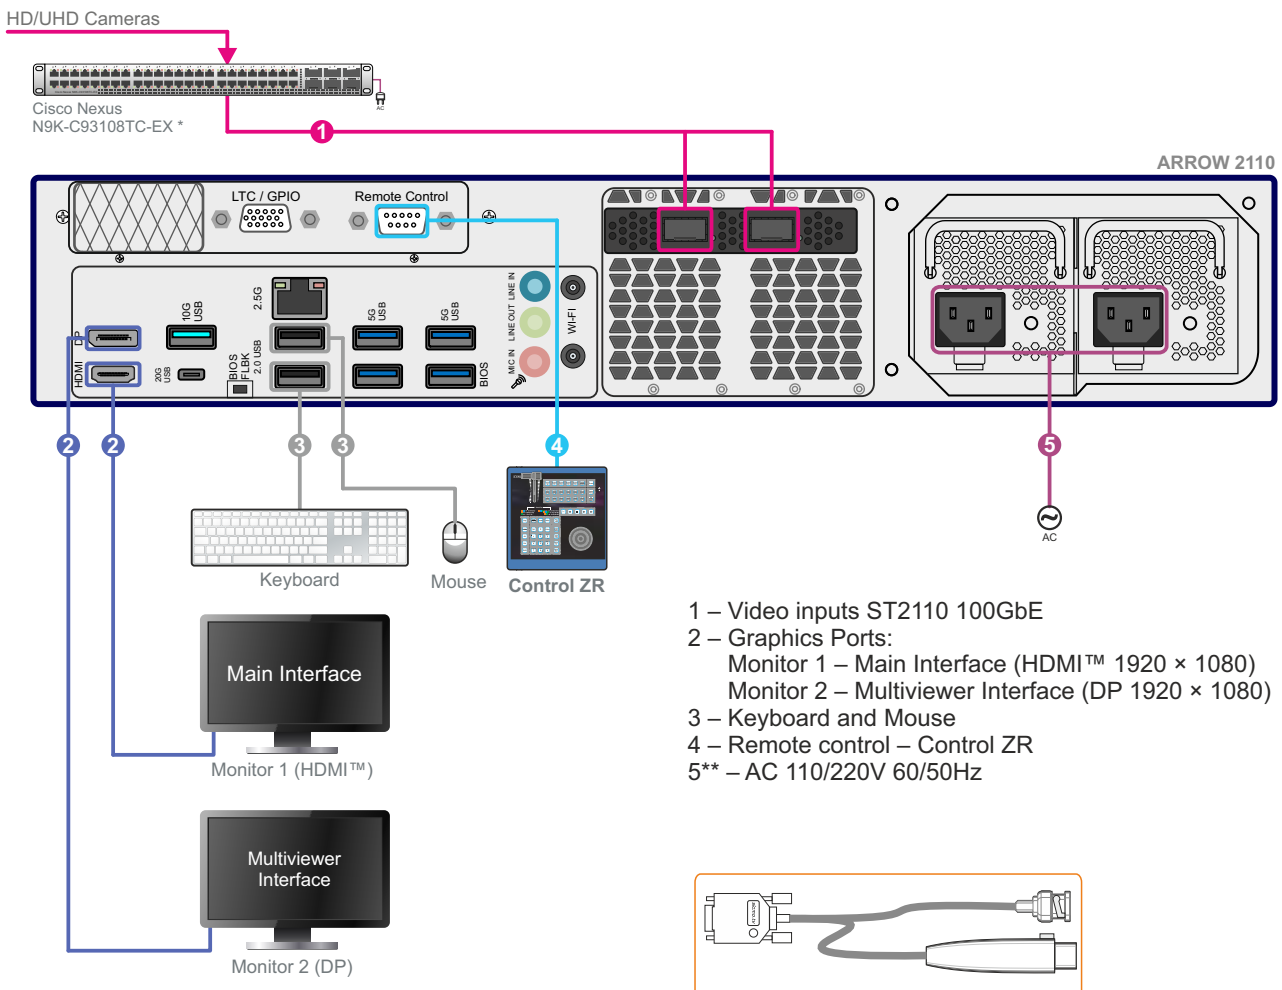 HD/UHD Cameras
AC
Cisco Nexus
N9K-C93108TC-EX *
1
ARROW 2110
LTC / GPIO
Remote Control
DP
HDMI
10G
USB
20G
USB
2.5G
BIOS
FLBK
2.0 USB
5G
USB
5G
USB
BIOS
LINE IN
LINE OUT
MIC IN
WI-FI
2
2
3
3
4
5
AC
Keyboard
Mouse
Control ZR
Main Interface
Monitor 1 (HDMI™)
Multiviewer
Interface
Monitor 2 (DP)
1 – Video inputs ST2110 100GbE
2 – Graphics Ports:
Monitor 1 – Main Interface (HDMI™ 1920 × 1080)
Monitor 2 – Multiviewer Interface (DP 1920 × 1080)
3 – Keyboard and Mouse
4 – Remote control – Control ZR
5** – AC 110/220V 60/50Hz